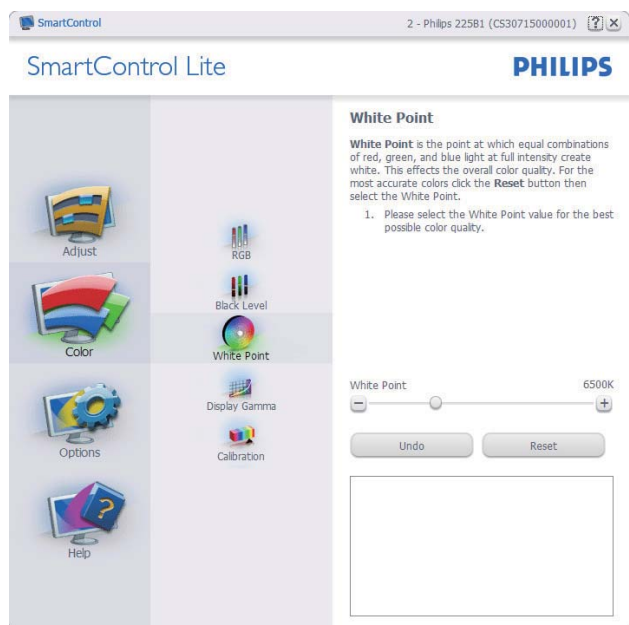 SmartControl
2 - Philips 225B1 (CS30715000001)
?
SmartControl Lite
PHILIPS
Adjust
Color
Options
Help
RGB
Black Level
White Point
Display Gamma
Calibration
White Point
White Point is the point at which equal combinations
of red, green, and blue light at full intensity create
white. This effects the overall color quality. For the
most accurate colors click the Reset button then
select the White Point.
1. Please select the White Point value for the best
possible color quality.
White Point
6500K
Undo
Reset